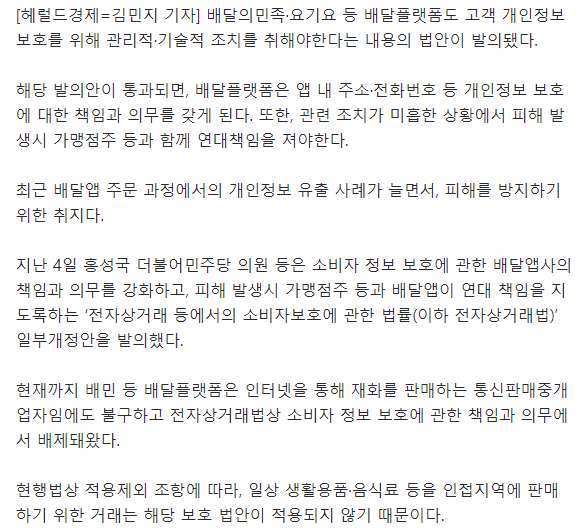 [헤럴드경제=김민지 기자] 배달의민족·요기요 등 배달플랫폼도 고객 개인정보
보호를 위해 관리적·기술적 조치를 취해야한다는 내용의 법안이 발의됐다.
해당 발의안이 통과되면, 배달플랫폼은 앱 내 주소·전화번호 등 개인정보 보호
에 대한 책임과 의무를 갖게 된다. 또한, 관련 조치가 미흡한 상황에서 피해 발
생시 가맹점주 등과 함께 연대책임을 져야한다.
최근 배달앱 주문 과정에서의 개인정보 유출 사례가 늘면서, 피해를 방지하기
위한 취지다.
지난 4일 홍성국 더불어민주당 의원 등은 소비자 정보 보호에 관한 배달앱사의
책임과 의무를 강화하고, 피해 발생시 가맹점주 등과 배달앱이 연대 책임을 지
도록하는 ‘전자상거래 등에서의 소비자보호에 관한 법률(이하 전자상거래법)’
일부개정안을 발의했다.
현재까지 배민 등 배달플랫폼은 인터넷을 통해 재화를 판매하는 통신판매중개
업자임에도 불구하고 전자상거래법상 소비자 정보 보호에 관한 책임과 의무에
서 배제돼왔다.
현행법상 적용제외 조항에 따라, 일상 생활용품·음식료 등을 인접지역에 판매
하기 위한 거래는 해당 보호 법안이 적용되지 않기 때문이다.